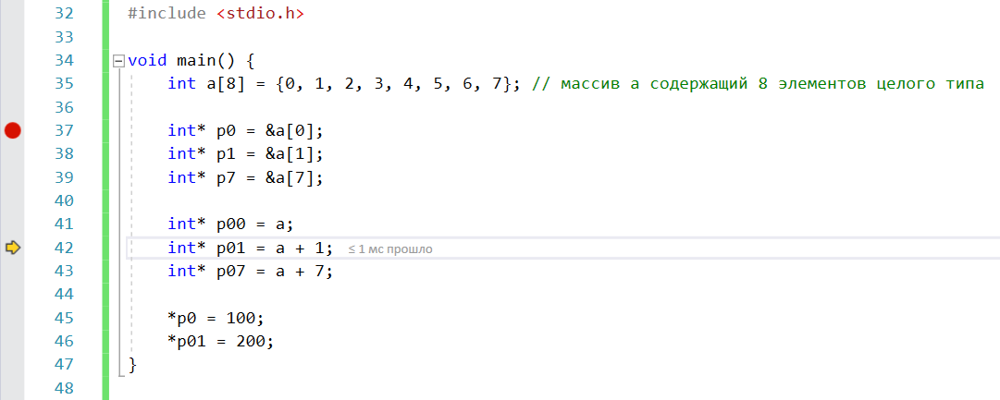 32 #include <stdio.h>
33
34 void main() {
35 int a[8] = {0, 1, 2, 3, 4, 5, 6, 7}; // массив а содержащий 8 элементов целого типа
36
37 int* p0 = &a[0];
38 int* p1 = &a[1];
39 int* p7 = &a[7];
40
41 int* p00 = a;
42 int* p01 = a + 1; ≤ 1 мс прошло
43 int* p07 = a + 7;
44
45 *p0 = 100;
46 *p01 = 200;
47 }
48